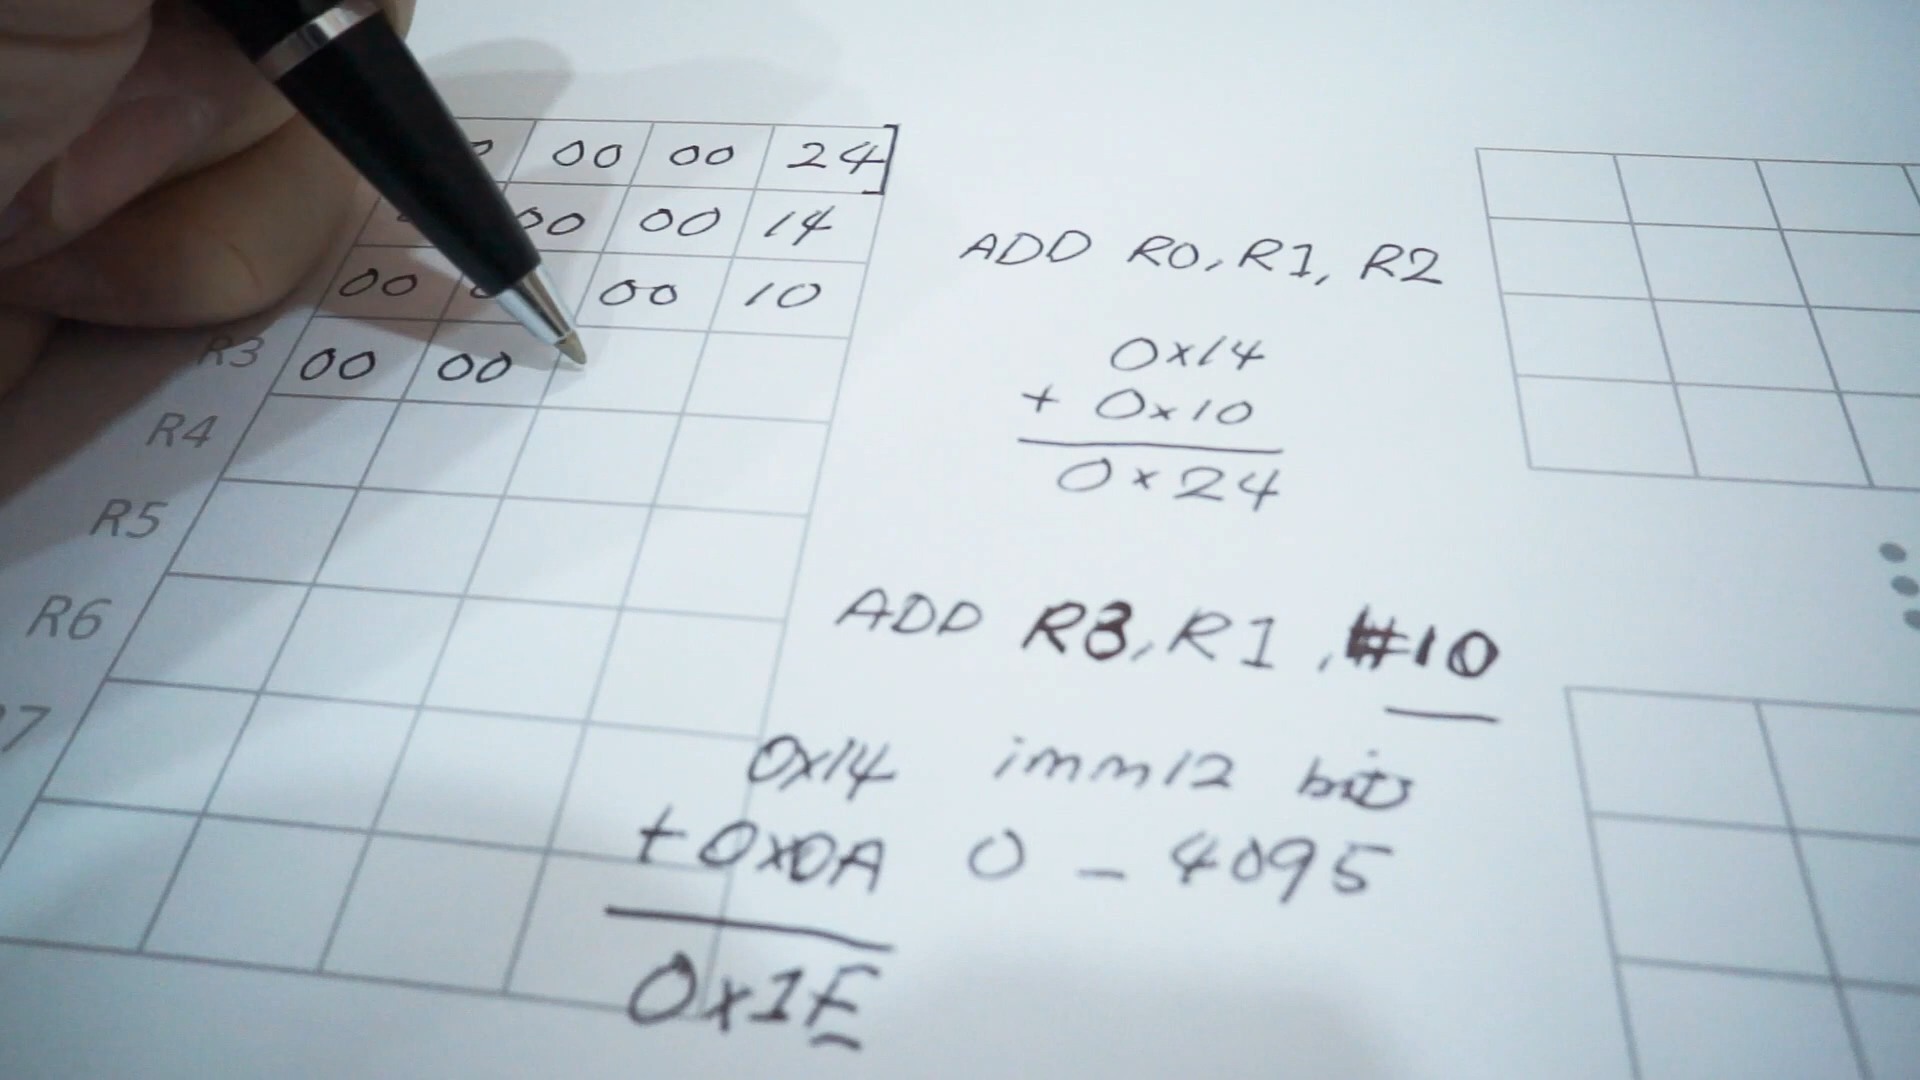 00 00 24]
00 00 14
00 00 10
R3 00 00
R4
R5
R6
ADD R0, R1, R2
0x14
+ 0x10
0x24
ADD R3, R1, #10
0x14 imm12 bits
+ 0x0A 0 - 4095
0x1E